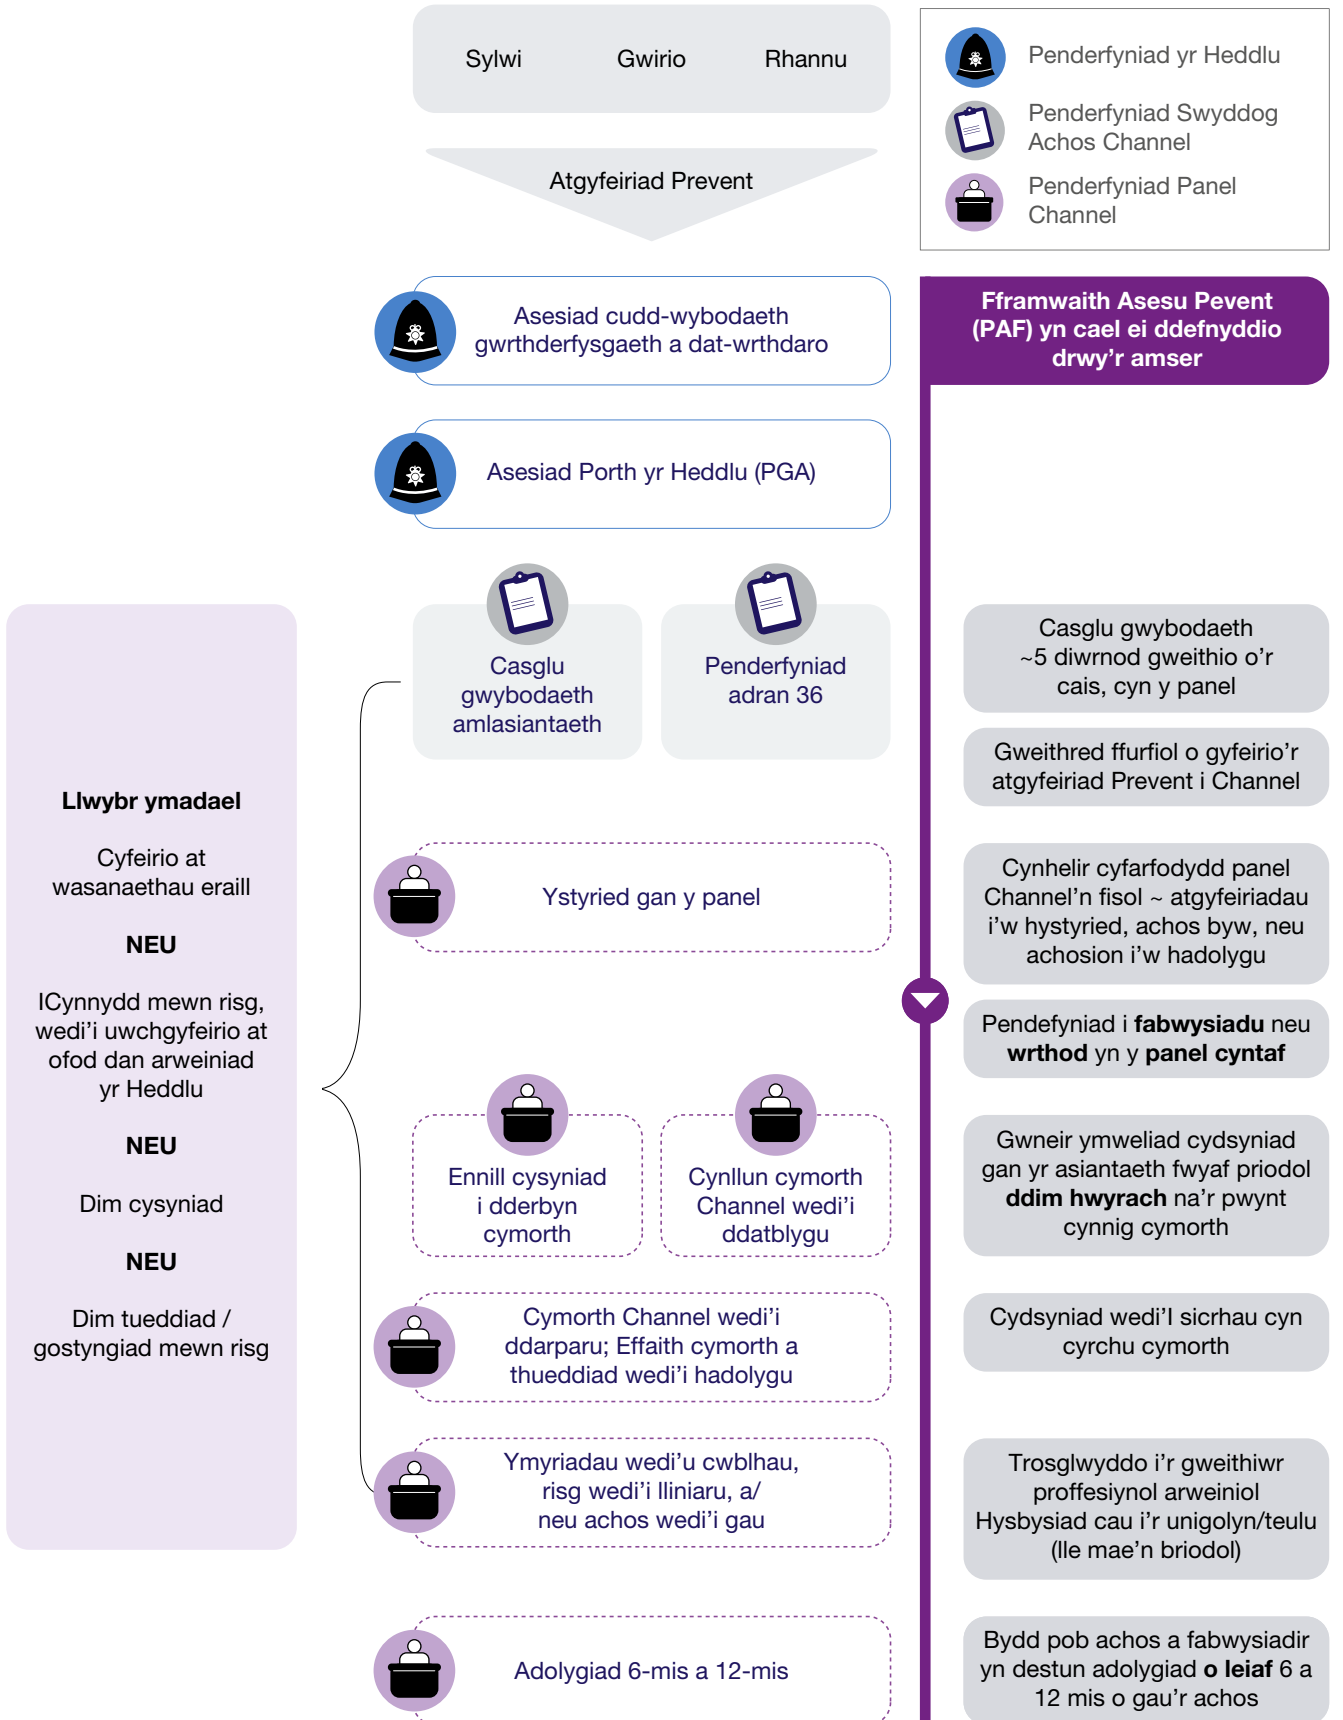 Sylwi
Gwirio
Rhannu
Penderfyniad yr Heddlu
Penderfyniad Swyddog
Achos Channel
Penderfyniad Panel
Channel
Atgyfeiriad Prevent
Asesiad cudd-wybodaeth
gwrthderfysgaeth a dat-wrthdaro
Fframwaith Asesu Pevent
(PAF) yn cael ei ddefnyddio
drwy'r amser
Asesiad Porth yr Heddlu (PGA)
Casglu
gwybodaeth
amlasiantaeth
Penderfyniad
adran 36
Casglu gwybodaeth
~5 diwrnod gweithio o'r
cais, cyn y panel
Gweithred ffurfiol o gyfeirio'r
atgyfeiriad Prevent i Channel
Llwybr ymadael
Cyfeirio at
wasanaethau eraill
NEU
ICynnydd mewn risg,
wedi'i uwchgyfeirio at
ofod dan arweiniad
yr Heddlu
NEU
Dim cysyniad
NEU
Dim tueddiad /
gostyngiad mewn risg
Ystyried gan y panel
Cynhelir cyfarfodydd panel
Channel'n fisol ~ atgyfeiriadau
i'w hystyried, achos byw, neu
achosion i'w hadolygu
Pendefyniad i fabwysiadu neu
wrthod yn y panel cyntaf
Ennill cysyniad
i dderbyn
cymorth
Cynllun cymorth
Channel wedi'i
ddatblygu
Gwneir ymweliad cydsyniad
gan yr asiantaeth fwyaf priodol
ddim hwyrach na'r pwynt
cynnig cymorth
Cymorth Channel wedi'i
ddarparu; Effaith cymorth a
thueddiad wedi'i hadolygu
Cydsyniad wedi'I sicrhau cyn
cyrchu cymorth
Ymyriadau wedi'u cwblhau,
risg wedi'i lliniaru, a/
neu achos wedi'i gau
Trosglwyddo i'r gweithiwr
proffesiynol arweiniol
Hysbysiad cau i'r unigolyn/teulu
(lle mae'n briodol)
Adolygiad 6-mis a 12-mis
Bydd pob achos a fabwysiadir
yn destun adolygiad o leiaf 6 a
12 mis o gau'r achos